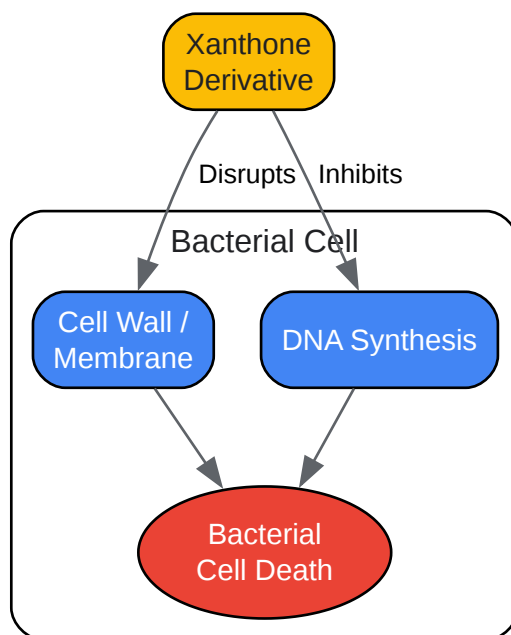 Xanthone
Derivative
Disrupts
Inhibits
Bacterial Cell
Cell Wall /
Membrane
DNA Synthesis
Bacterial
Cell Death